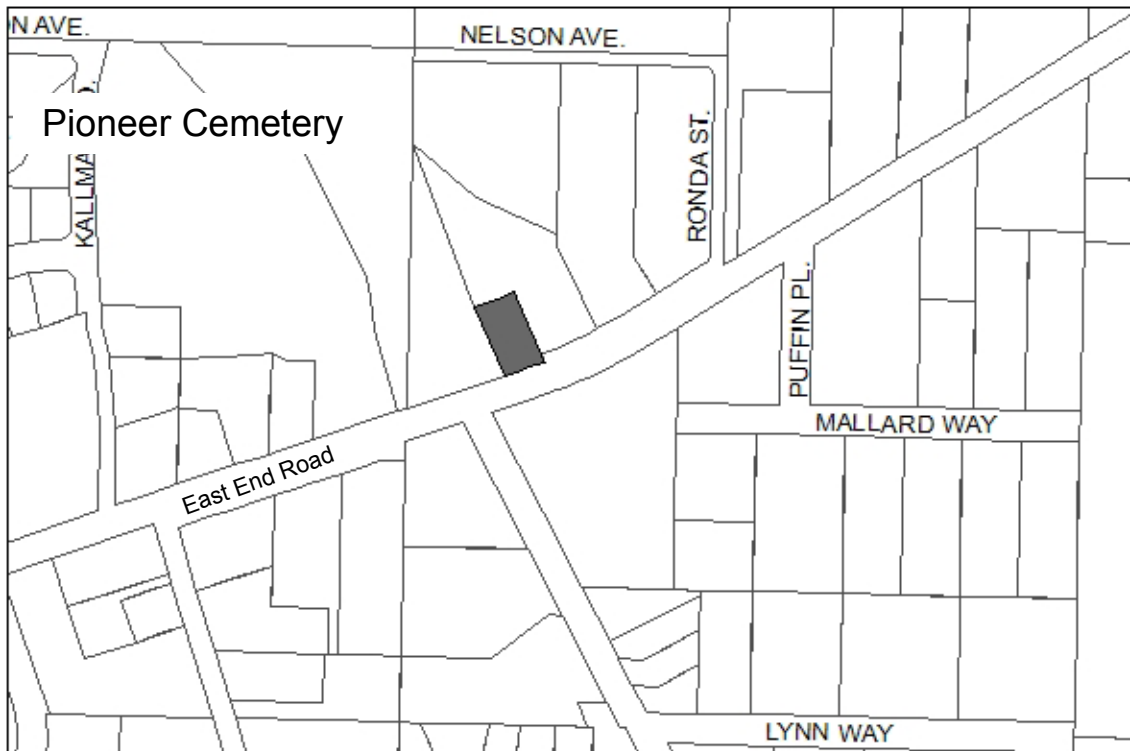 N AVE.
NELSON AVE.
Pioneer Cemetery
KALLMA
RONDA ST.
PUFFIN PL.
MALLARD WAY
East End Road
LYNN WAY